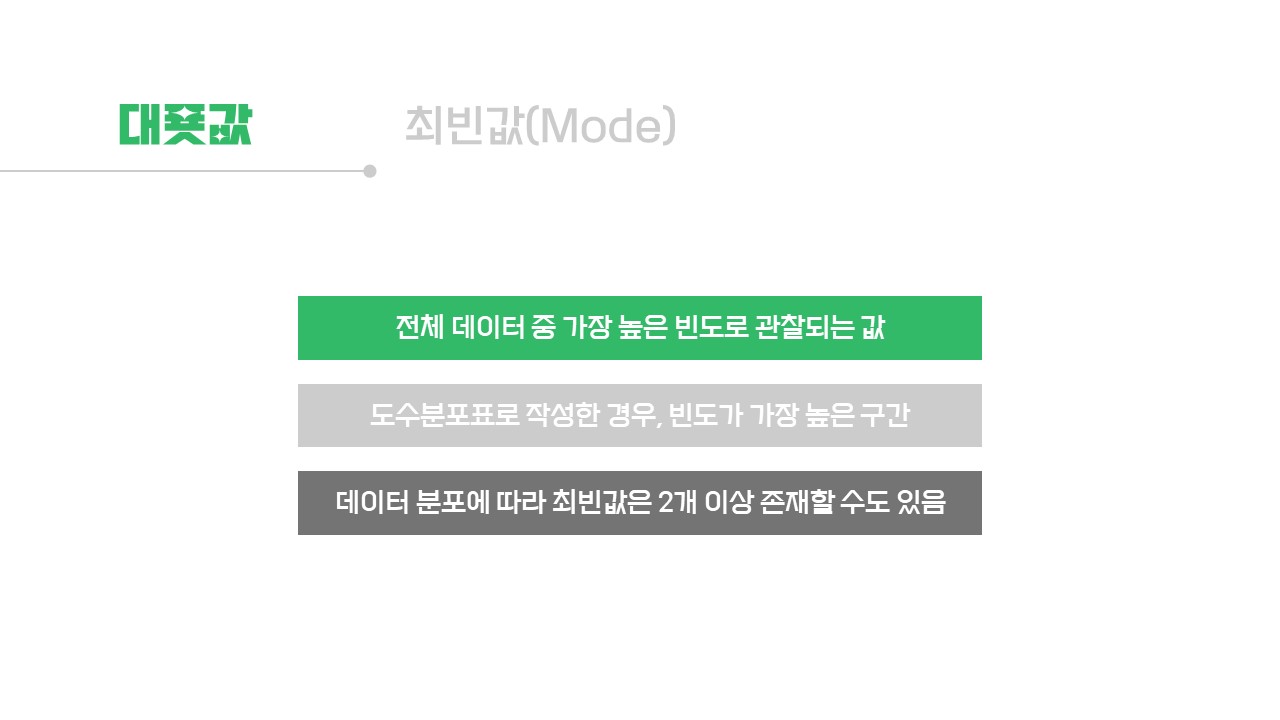 대푯값
최빈값(Mode)
전체 데이터 중 가장 높은 빈도로 관찰되는 값
도수분포표로 작성한 경우, 빈도가 가장 높은 구간
데이터 분포에 따라 최빈값은 2개 이상 존재할 수도 있음